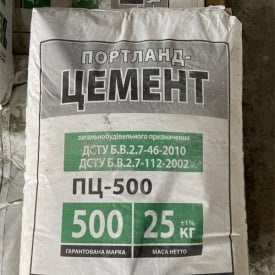 ПОРТЛАНД-
ЦЕМЕНТ
загальнобудівельного призначення
ДСТУ Б.В.2.7-46-2010
ДСТУ Б.В.2.7-112-2002
ПЦ-500
500 25 ±1% КГ
ГАРАНТОВАНА МАРКА МАСА НЕТТО